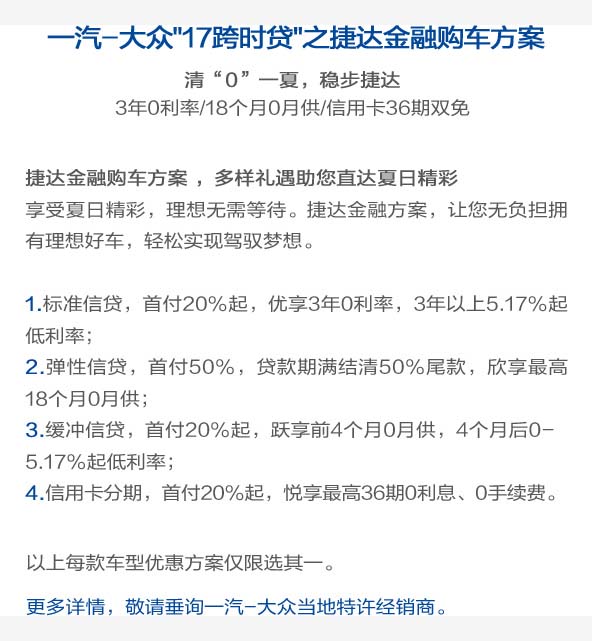 一汽-大众"17跨时贷"之捷达金融购车方案
清“0”一夏，稳步捷达
3年0利率/18个月0月供/信用卡36期双免
捷达金融购车方案 ，多样礼遇助您直达夏日精彩
享受夏日精彩，理想无需等待。捷达金融方案，让您无负担拥
有理想好车，轻松实现驾驭梦想。
1.标准信贷，首付20%起，优享3年0利率，3年以上5.17%起
低利率；
2.弹性信贷，首付50%，贷款期满结清50%尾款，欣享最高
18个月0月供；
3.缓冲信贷，首付20%起，跃享前4个月0月供，4个月后0-
5.17%起低利率；
4.信用卡分期，首付20%起，悦享最高36期0利息、0手续费。
以上每款车型优惠方案仅限选其一。
更多详情，敬请垂询一汽-大众当地特许经销商。